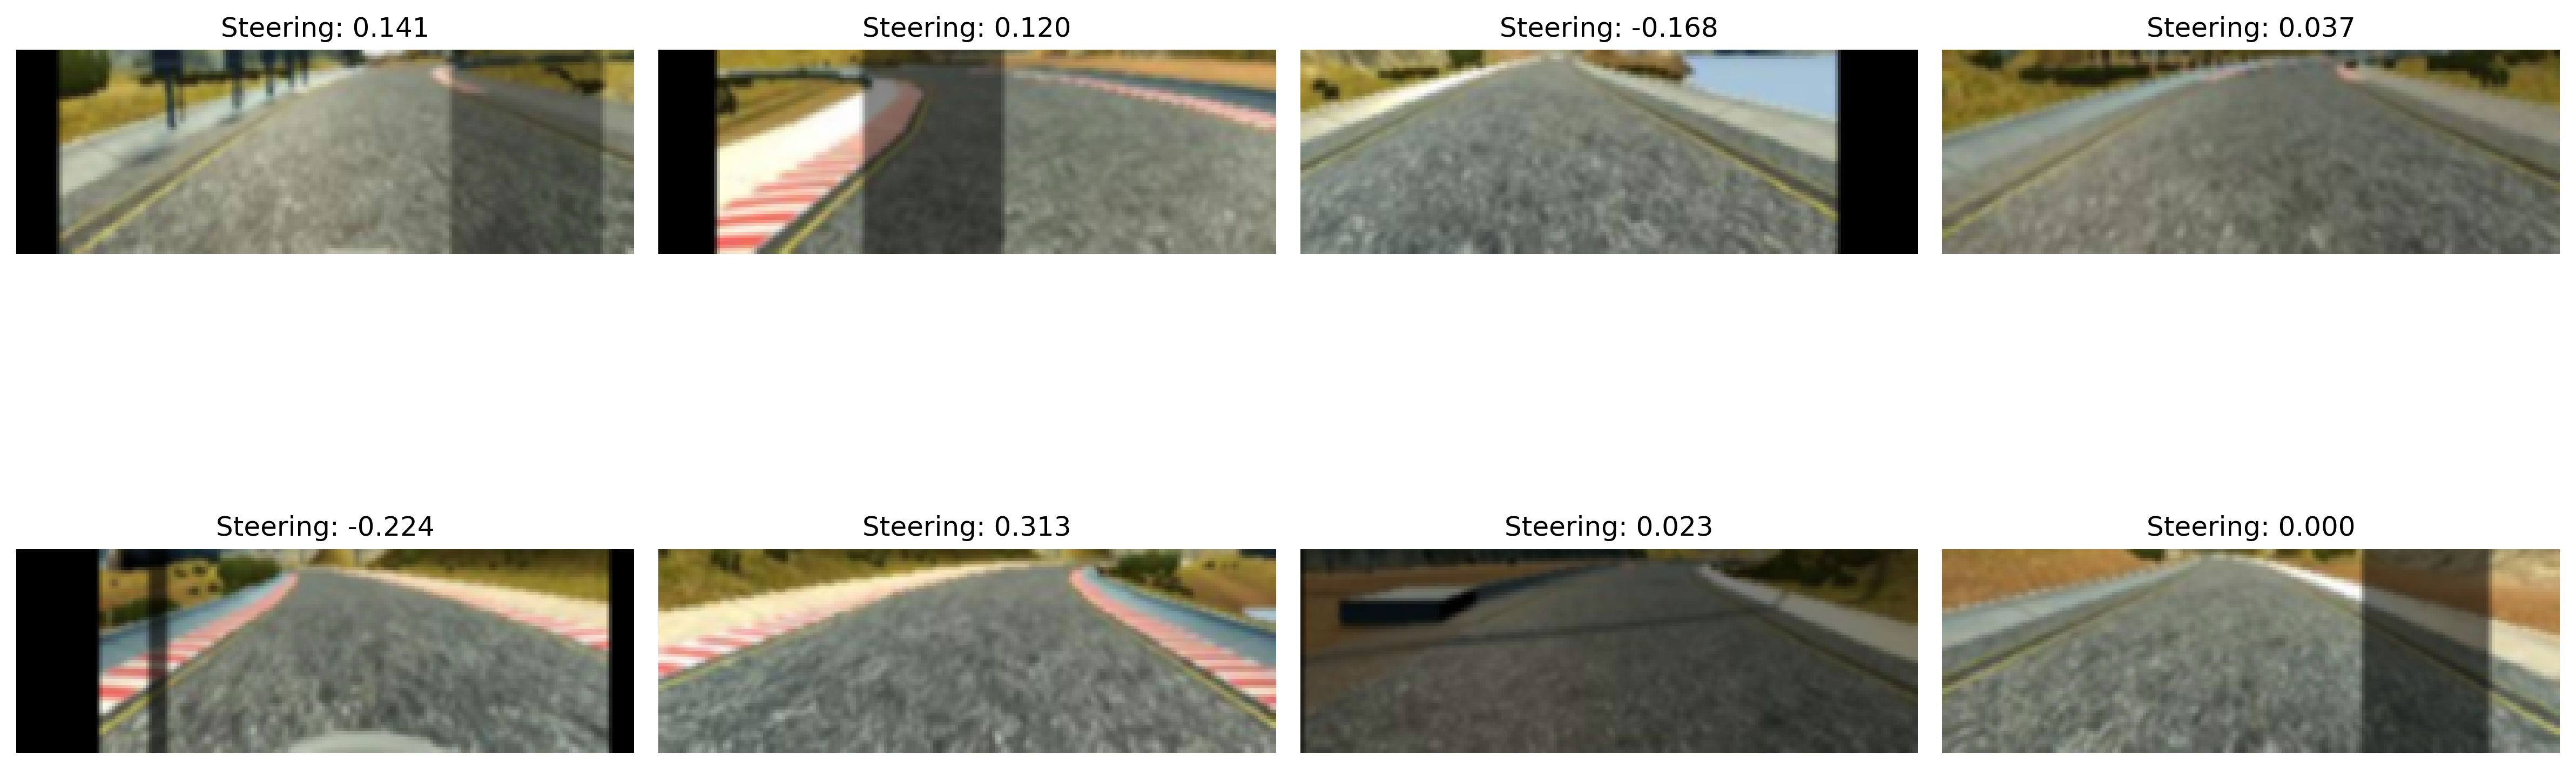 Steering: 0.141
Steering: 0.120
Steering: -0.168
Steering: 0.037
Steering: -0.224
Steering: 0.313
Steering: 0.023
Steering: 0.000